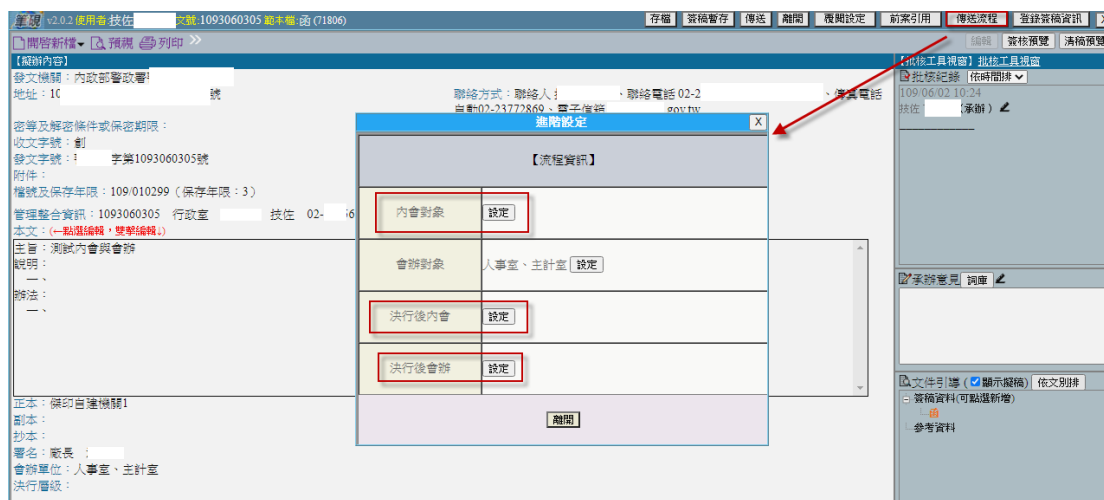 筆硯 v2.0.2 使用者:技佐 文號:1093060305 範本檔:函 (71806)
存檔 簽稿暫存 傳送 離開 覆閱設定 前案引用 傳送流程 登錄簽稿資訊
開啟新檔 預視 列印
編輯 簽核預覽 清稿預覽
【擬辦內容】
發文機關：內政部警政署
地址：10 號
聯絡方式：聯絡人 、聯絡電話 02-2 、傳真電話
自動02-23772869、電子信箱 gov.tw
密等及解密條件或保密期限：
收文字號：創
發文字號： 字第1093060305號
附件：
檔號及保存年限：109/010299（保存年限：3）
管理整合資訊：1093060305 行政室 技佐 02-
本文：(←點選編輯，雙擊編輯↓)
主旨：測試內會與會辦
說明：
一、
辦法：
一、
正本：傑印自建機關1
副本：
抄本：
署名：廠長
會辦單位：人事室、主計室
決行層級：
進階設定 X
【流程資訊】
內會對象 設定
會辦對象 人事室、主計室 設定
決行後內會 設定
決行後會辦 設定
離開
【批核工具視窗】批核工具視窗
批核紀錄 依時間排
109/06/02 10:24
技佐 （承辦）
承辦意見 詞庫
文件引導 ( 顯示擬稿) 依文別排
簽稿資料(可點選新增)
函
參考資料